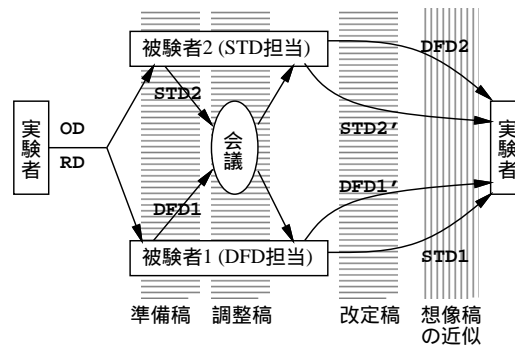 被験者2 (STD担当)
DFD2
STD2
実験者
OD
RD
会議
STD2′
実験者
DFD1′
DFD1
被験者1 (DFD担当)
STD1
準備稿
調整稿
改定稿
想像稿
の近似